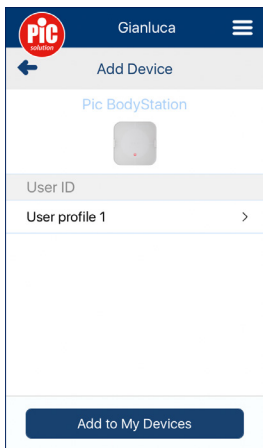 Pic
solution
Gianluca
Add Device
Pic BodyStation
User ID
User profile 1
Add to My Devices